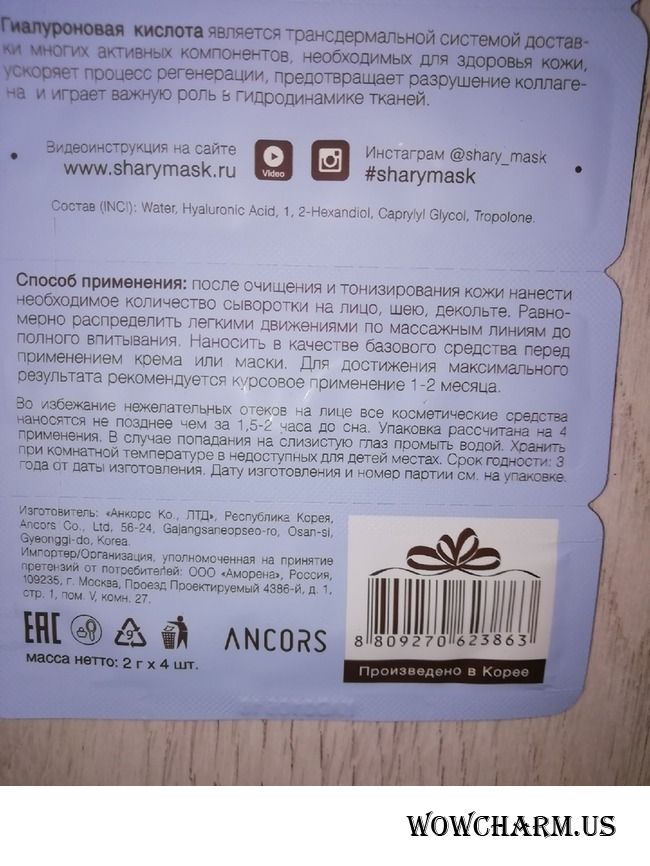 Гиалуроновая кислота является трансдермальной системой достав-
ки многих активных компонентов, необходимых для здоровья кожи,
ускоряет процесс регенерации, предотвращает разрушение коллаге-
на и играет важную роль в гидродинамике тканей.
Видеоинструкция на сайте
www.sharymask.ru
Video
Инстаграм @shary_mask
#sharymask
Состав (INCI): Water, Hyaluronic Acid, 1, 2-Hexandiol, Caprylyl Glycol, Tropolone.
Способ применения: после очищения и тонизирования кожи нанести
необходимое количество сыворотки на лицо, шею, декольте. Равно-
мерно распределить легкими движениями по массажным линиям до
полного впитывания. Наносить в качестве базового средства перед
применением крема или маски. Для достижения максимального
результата рекомендуется курсовое применение 1-2 месяца.
Во избежание нежелательных отеков на лице все косметические средства
наносятся не позднее чем за 1,5-2 часа до сна. Упаковка рассчитана на 4
применения. В случае попадания на слизистую глаз промыть водой. Хранить
при комнатной температуре в недоступных для детей местах. Срок годности: 3
года от даты изготовления. Дату изготовления и номер партии см. на упаковке.
Изготовитель: «Анкорс Ко., ЛТД», Республика Корея,
Ancors Co., Ltd, 56-24, Gajangsaneopseo-ro, Osan-si,
Gyeonggi-do, Korea.
Импортер/Организация, уполномоченная на принятие
претензий от потребителей: ООО «Аморена», Россия,
109235, г. Москва, Проезд Проектируемый 4386-й, д. 1,
стр. 1, пом. V, комн. 27.
EAC
9
ANCORS
масса нетто: 2 г x 4 шт.
8 809270 623863
Произведено в Корее
WOWCHARM.US